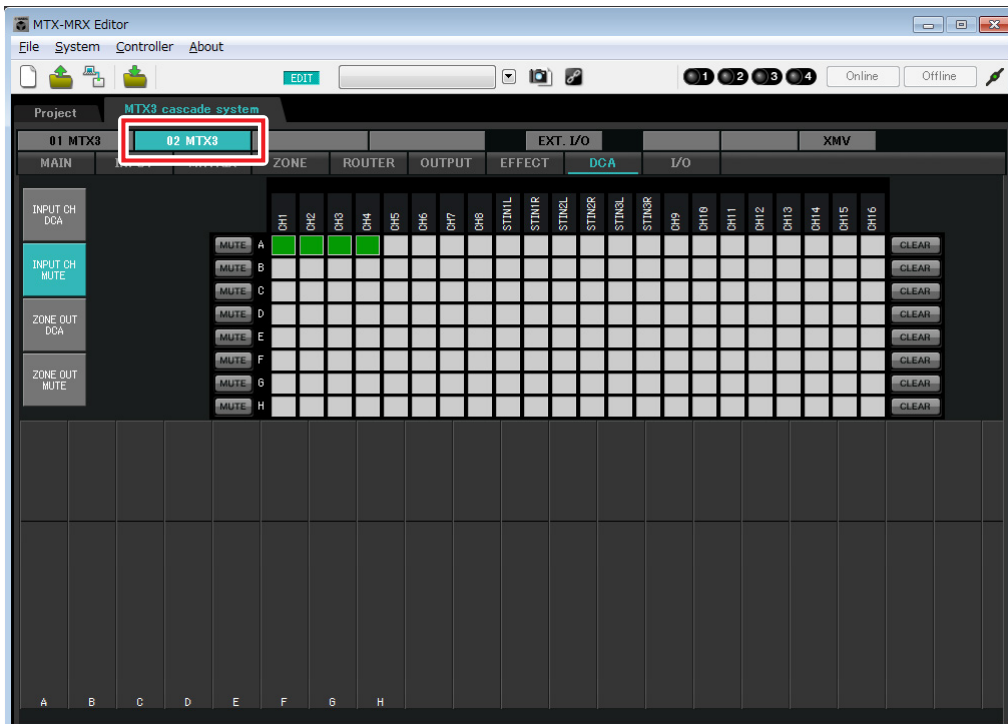 MTX-MRX Editor
File System Controller About
EDIT 1 2 3 4 Online Offline
Project MTX3 cascade system
01 MTX3 02 MTX3 EXT. I/O XMV
MAIN ZONE ROUTER OUTPUT EFFECT DCA I/O
INPUT CH
DCA
INPUT CH
MUTE
ZONE OUT
DCA
ZONE OUT
MUTE
CH1 CH2 CH3 CH4 CH5 CH6 CH7 CH8 STIN1L STIN1R STIN2L STIN2R STIN3L STIN3R CH9 CH10 CH11 CH12 CH13 CH14 CH15 CH16
MUTE A CLEAR
MUTE B CLEAR
MUTE C CLEAR
MUTE D CLEAR
MUTE E CLEAR
MUTE F CLEAR
MUTE G CLEAR
MUTE H CLEAR
A B C D E F G H